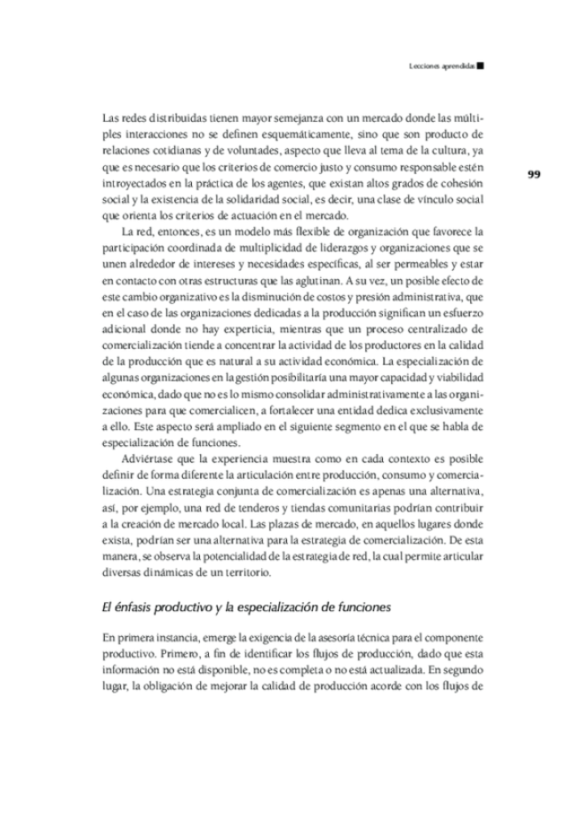 Lecciones aprendidas
99
Las redes distribuidas tienen mayor semejanza con un mercado donde las múlti-
ples interacciones no se definen esquemáticamente, sino que son producto de
relaciones cotidianas y de voluntades, aspecto que lleva al tema de la cultura, ya
que es necesario que los criterios de comercio justo y consumo responsable estén
introyectados en la práctica de los agentes, que existan altos grados de cohesión
social y la existencia de la solidaridad social, es decir, una clase de vínculo social
que orienta los criterios de actuación en el mercado.
La red, entonces, es un modelo más flexible de organización que favorece la
participación coordinada de multiplicidad de liderazgos y organizaciones que se
unen alrededor de intereses y necesidades específicas, al ser permeables y estar
en contacto con otras estructuras que las aglutinan. A su vez, un posible efecto de
este cambio organizativo es la disminución de costos y presión administrativa, que
en el caso de las organizaciones dedicadas a la producción significan un esfuerzo
adicional donde no hay experticia, mientras que un proceso centralizado de
comercialización tiende a concentrar la actividad de los productores en la calidad
de la producción que es natural a su actividad económica. La especialización de
algunas organizaciones en la gestión posibilitaría una mayor capacidad y viabilidad
económica, dado que no es lo mismo consolidar administrativamente a las organi-
zaciones para que comercialicen, a fortalecer una entidad dedica exclusivamente
a ello. Este aspecto será ampliado en el siguiente segmento en el que se habla de
especialización de funciones.
Adviértase que la experiencia muestra como en cada contexto es posible
definir de forma diferente la articulación entre producción, consumo y comercia-
lización. Una estrategia conjunta de comercialización es apenas una alternativa,
así, por ejemplo, una red de tenderos y tiendas comunitarias podrían contribuir
a la creación de mercado local. Las plazas de mercado, en aquellos lugares donde
exista, podrían ser una alternativa para la estrategia de comercialización. De esta
manera, se observa la potencialidad de la estrategia de red, la cual permite articular
diversas dinámicas de un territorio.
El énfasis productivo y la especialización de funciones
En primera instancia, emerge la exigencia de la asesoría técnica para el componente
productivo. Primero, a fin de identificar los flujos de producción, dado que esta
información no está disponible, no es completa o no está actualizada. En segundo
lugar, la obligación de mejorar la calidad de producción acorde con los flujos de